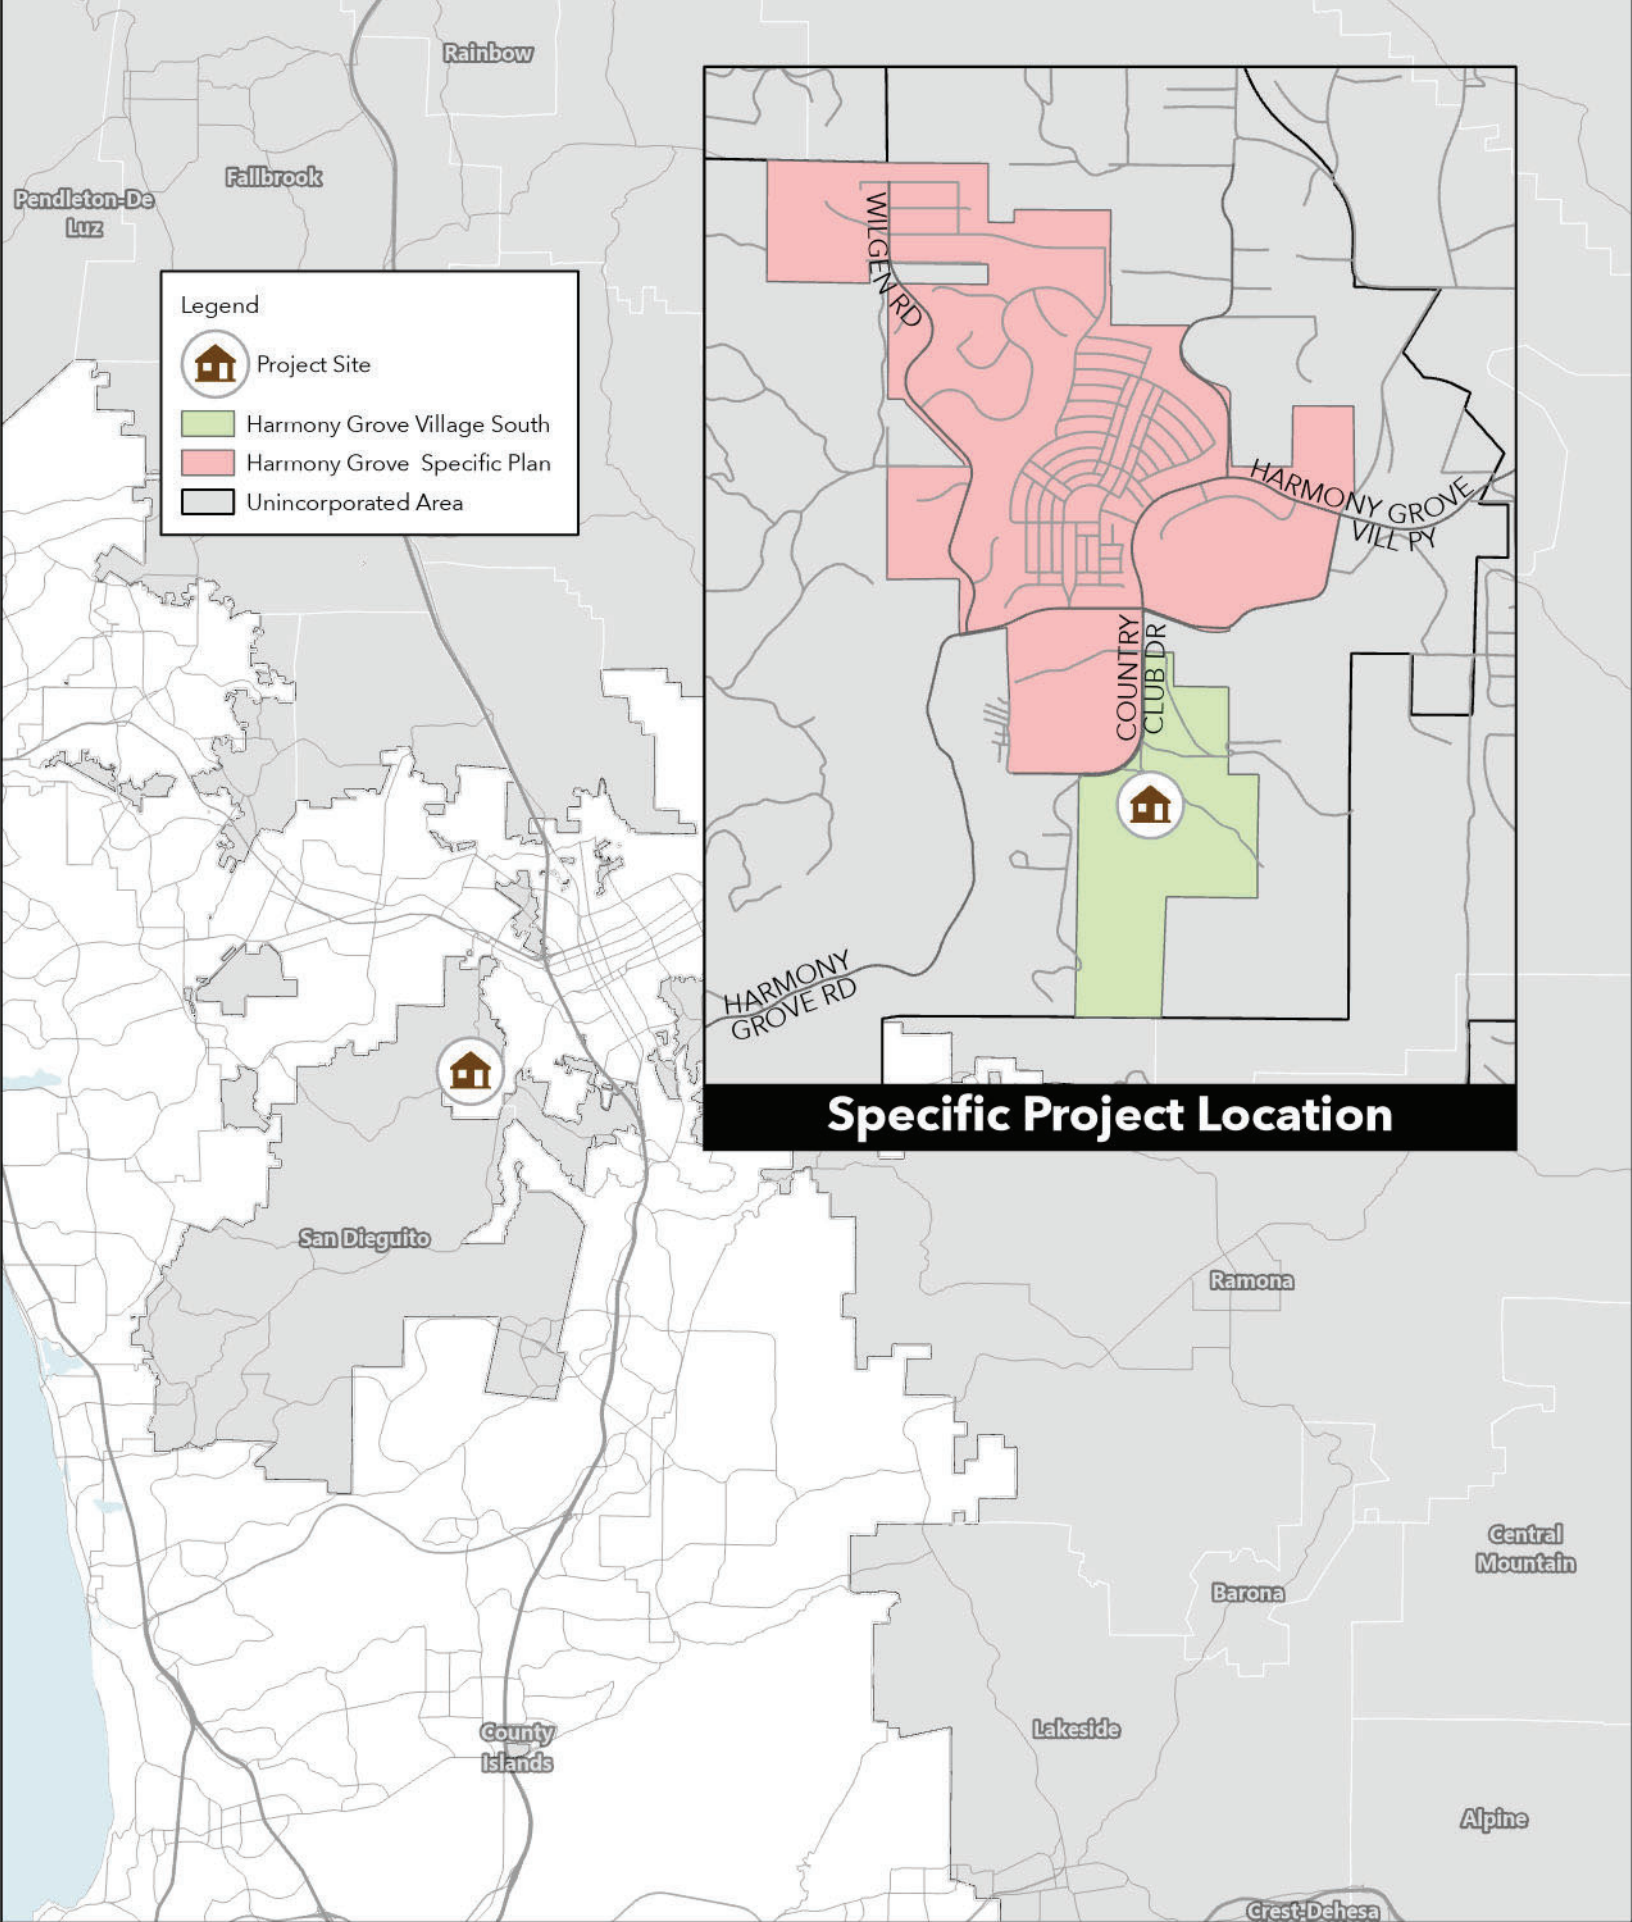 Rainbow
Fallbrook
Pendleton-De
Luz
Legend
Project Site
Harmony Grove Village South
Harmony Grove Specific Plan
Unincorporated Area
WILGEN RD
HARMONY GROVE
VILL PY
COUNTRY
CLUB DR
HARMONY
GROVE RD
Specific Project Location
San Dieguito
Ramona
Central
Mountain
Barona
Lakeside
County
Islands
Alpine
Crest-Dehesa